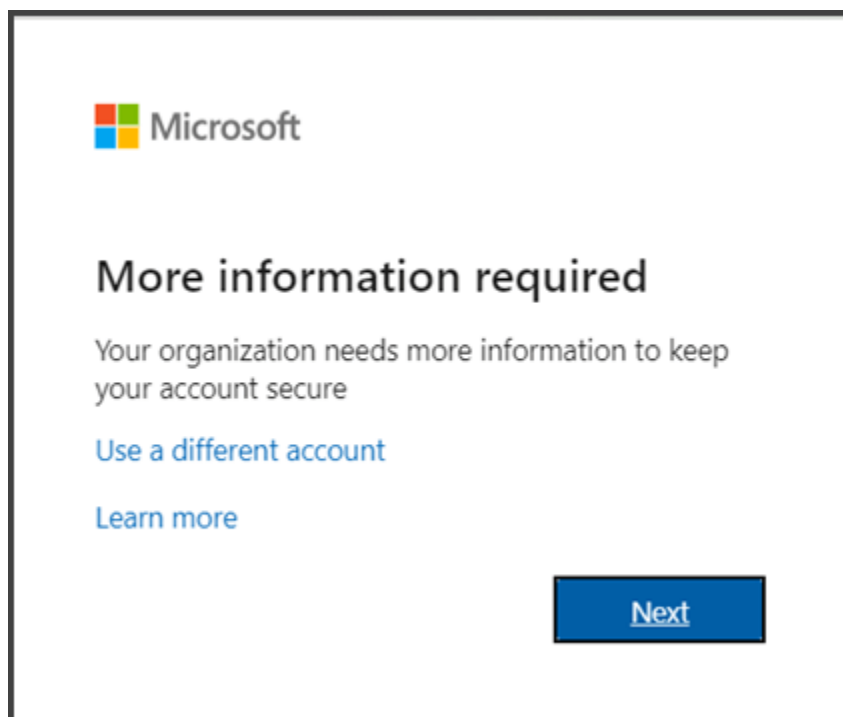 Microsoft
More information required
Your organization needs more information to keep
your account secure
Use a different account
Learn more
Next